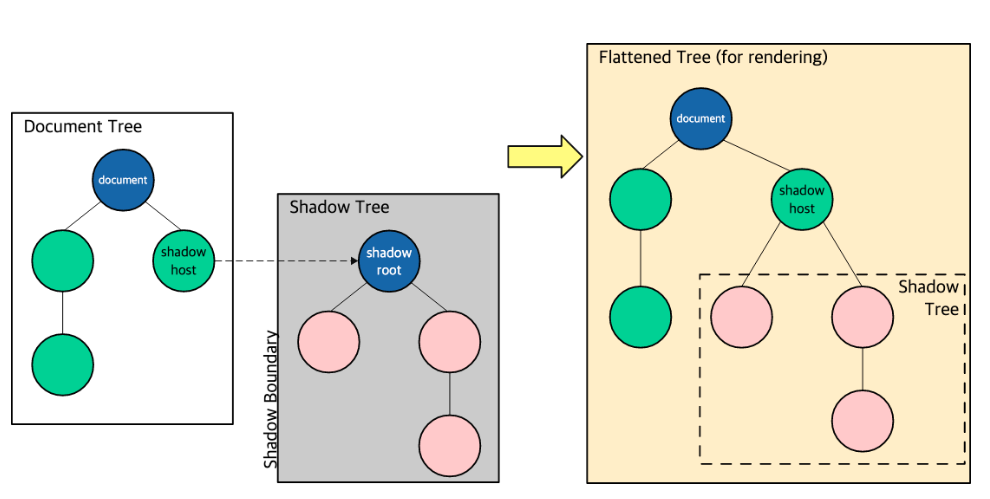 Document Tree
document
shadow
host
Shadow Tree
shadow
root
Shadow Boundary
Flattened Tree (for rendering)
document
shadow
host
Shadow
Tree